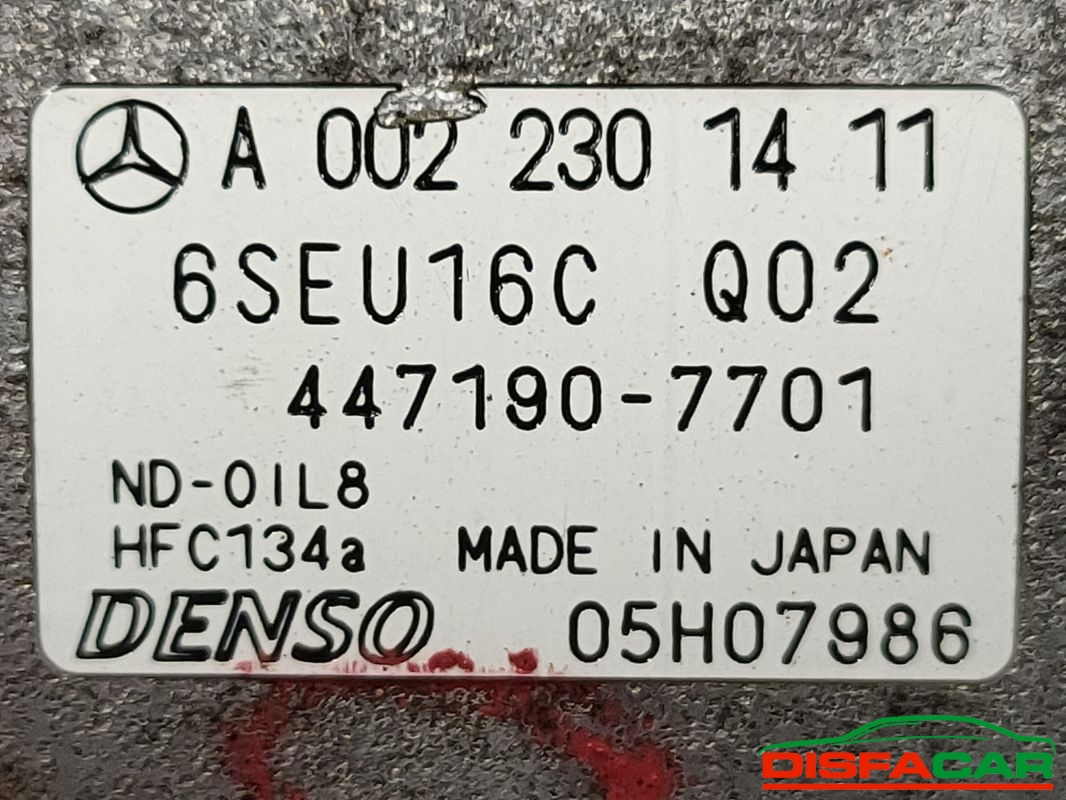 A 002 230 14 11
6SEU16C Q02
447190-7701
ND-OIL8
HFC134a MADE IN JAPAN
DENSO 05H07986
DISFACAR